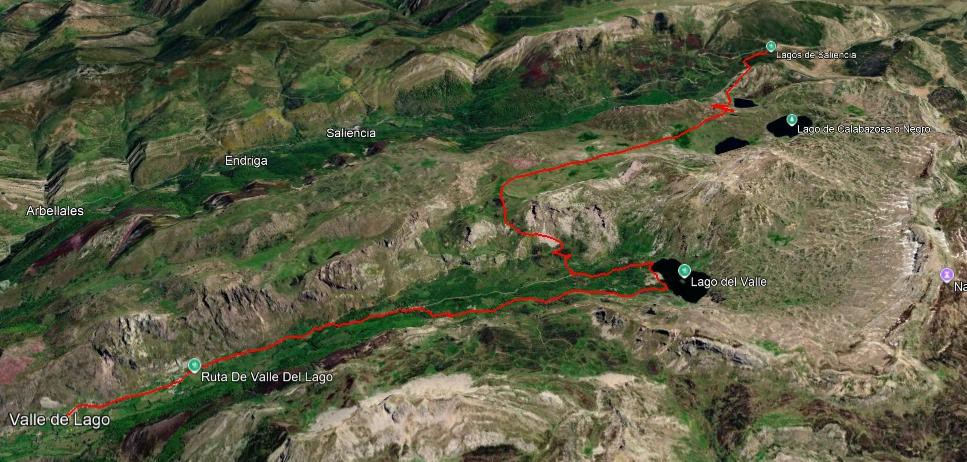 Lagos de Saliencia
Lago de Calabazosa o Negro
Saliencia
Endriga
Arbellales
Lago del Valle
Na
Ruta De Valle Del Lago
Valle de Lago